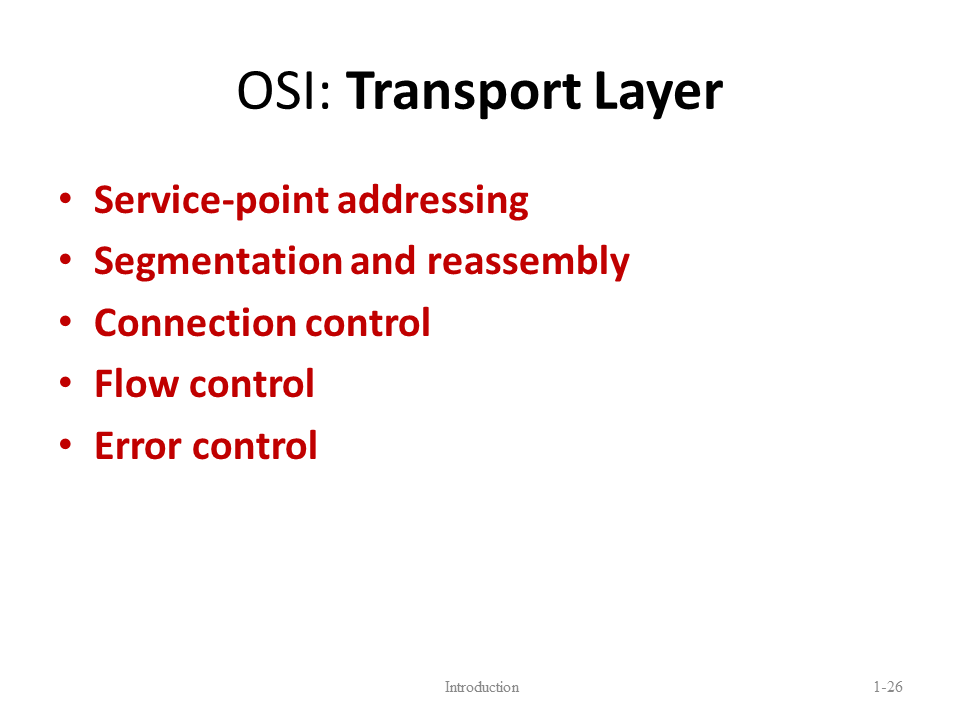 OSI: Transport Layer
• Service-point addressing
• Segmentation and reassembly
• Connection control
• Flow control
• Error control
Introduction
1-26